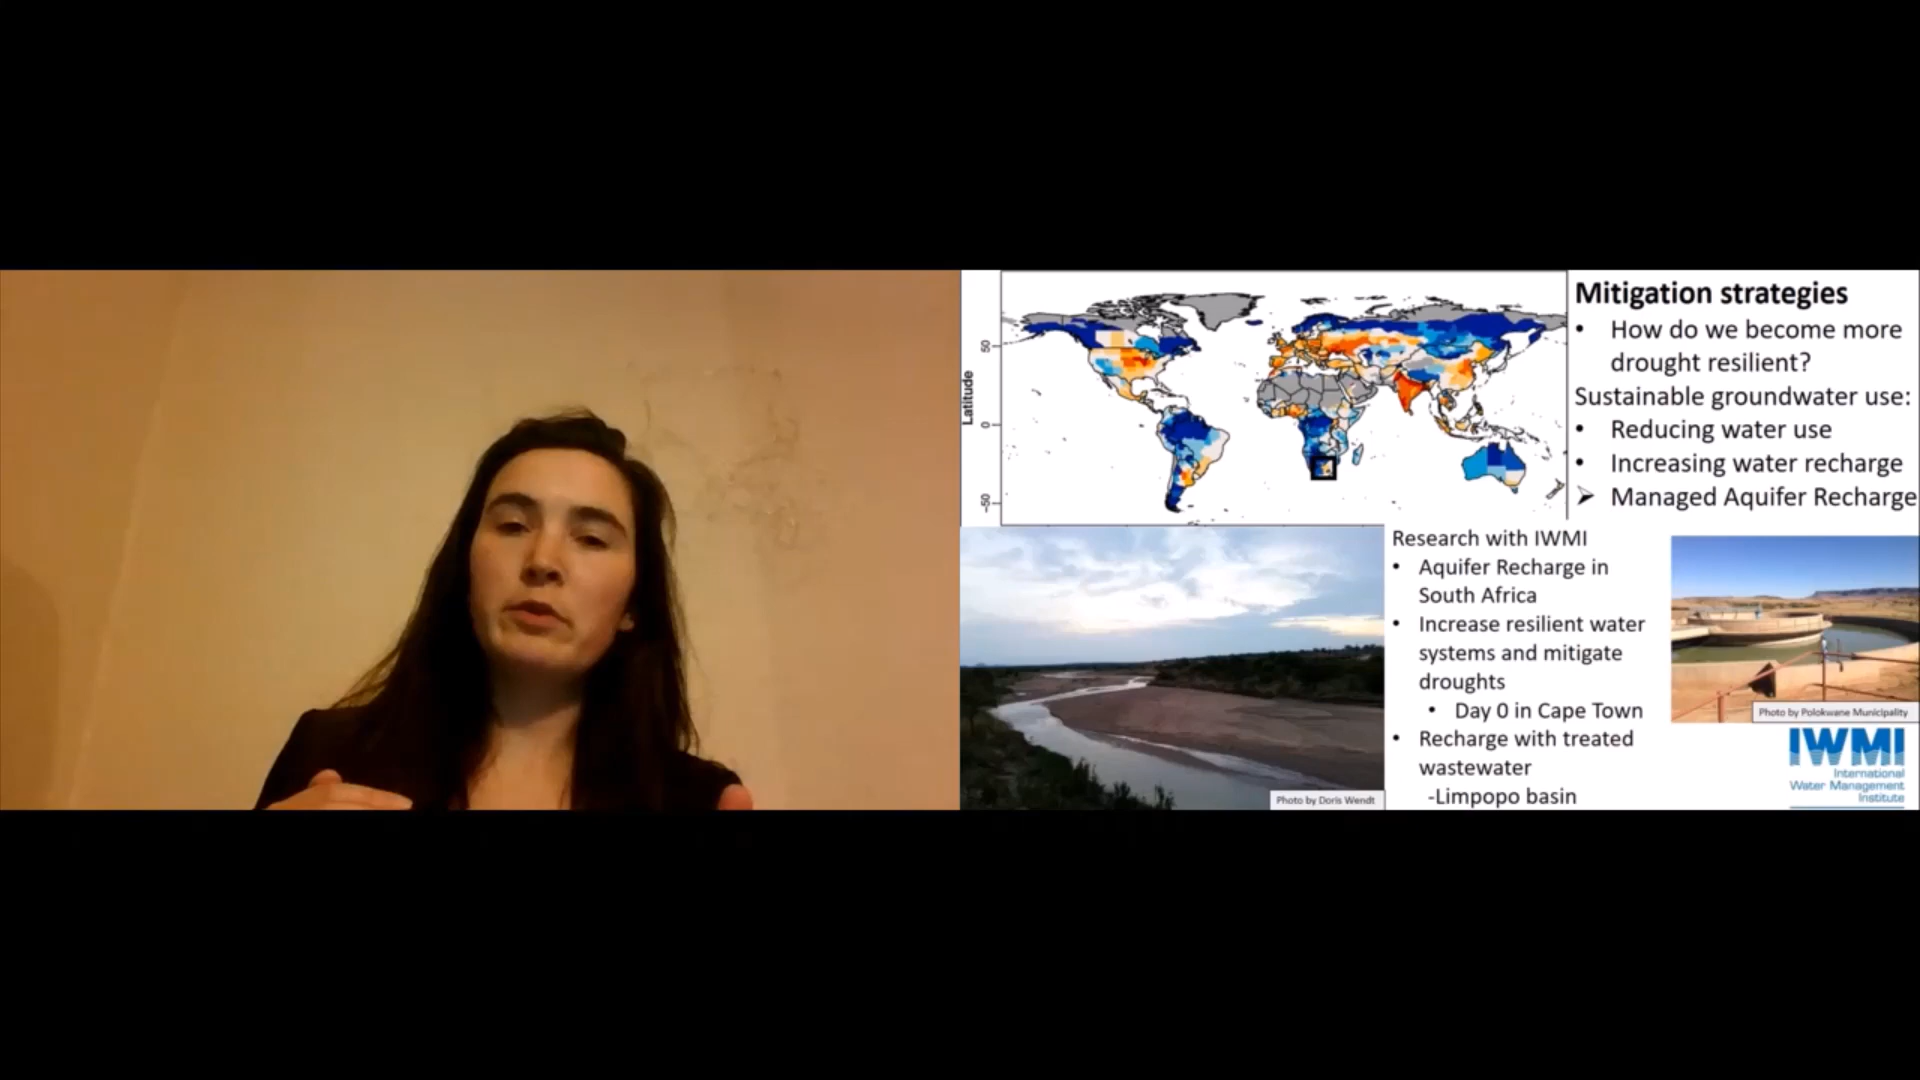 Mitigation strategies
• How do we become more
drought resilient?
Sustainable groundwater use:
• Reducing water use
• Increasing water recharge
➢ Managed Aquifer Recharge
Latitude
50
0
-50
Research with IWMI
• Aquifer Recharge in
South Africa
• Increase resilient water
systems and mitigate
droughts
• Day 0 in Cape Town
• Recharge with treated
wastewater
-Limpopo basin
Photo by Doris Wendt
Photo by Polokwane Municipality
IWMI
International
Water Management
Institute